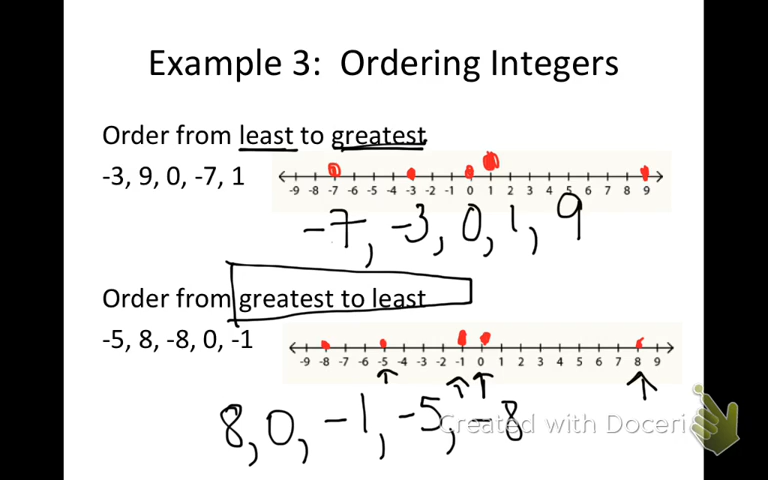 Example 3: Ordering Integers
Order from least to greatest
-3, 9, 0, -7, 1
-9 -8 -7 -6 -5 -4 -3 -2 -1 0 1 2 3 4 5 6 7 8 9
-7, -3, 0, 1, 9
Order from greatest to least
-5, 8, -8, 0, -1
-9 -8 -7 -6 -5 -4 -3 -2 -1 0 1 2 3 4 5 6 7 8 9
8, 0, -1, -5, -8
Created with Doceri